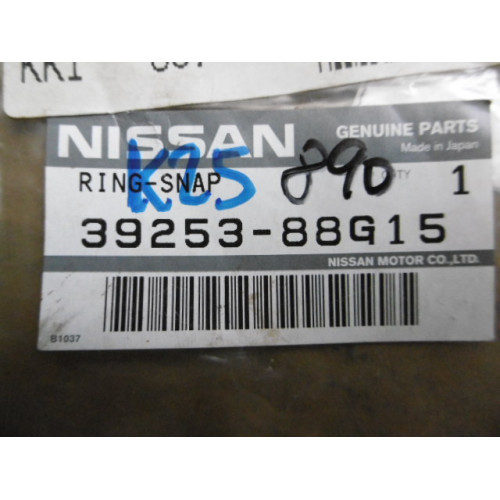 NISSAN GENUINE PARTS
Made in Japan
RING-SNAP K25 890 1
39253-88G15
NISSAN MOTOR CO.,LTD.
B1037